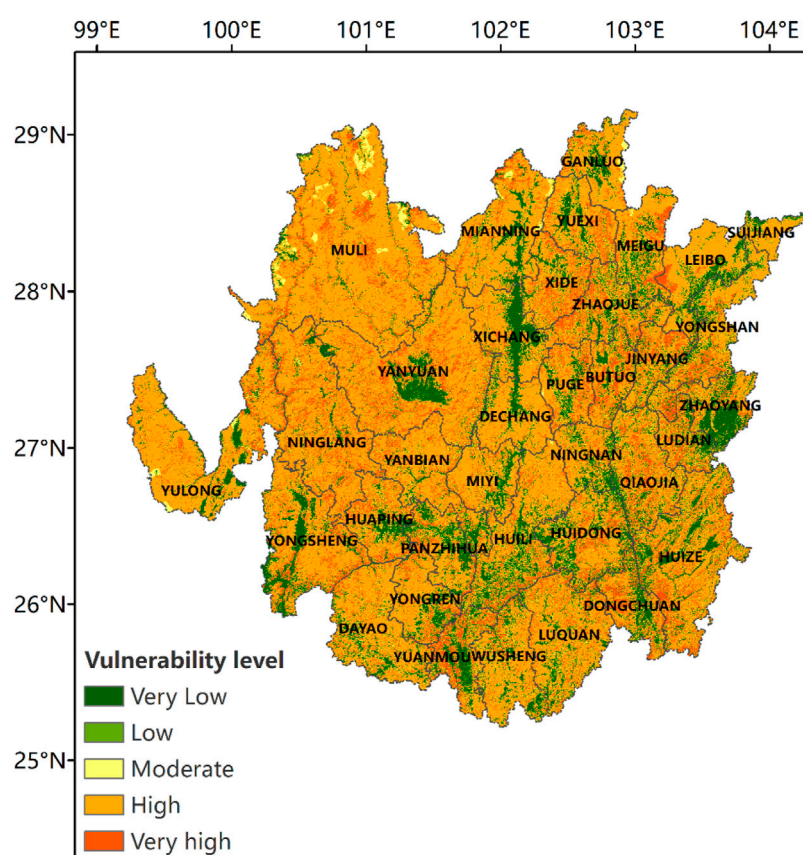 99°E 100°E 101°E 102°E 103°E 104°E
29°N
GANLUO
YUEXI
MIANNING
SUIJIANG
MEIGU
MULI
LEIBO
28°N
XIDE
ZHAOJUE
YONGSHAN
XICHANG
JINYANG
YANYUAN
BUTUO
PUGE
ZHAOYANG
DECHANG
27°N
NINGLANG
LUDIAN
YANBIAN
NINGNAN
MIYI
QIAOJIA
YULONG
HUAPING
YONGSHENG
PANZHIHUA
HUILI
HUIDONG
HUIZE
26°N
YONGREN
DONGCHUAN
DAYAO
LUQUAN
YUANMOU
WUSHENG
Vulnerability level
Very Low
Low
25°N
Moderate
High
Very high